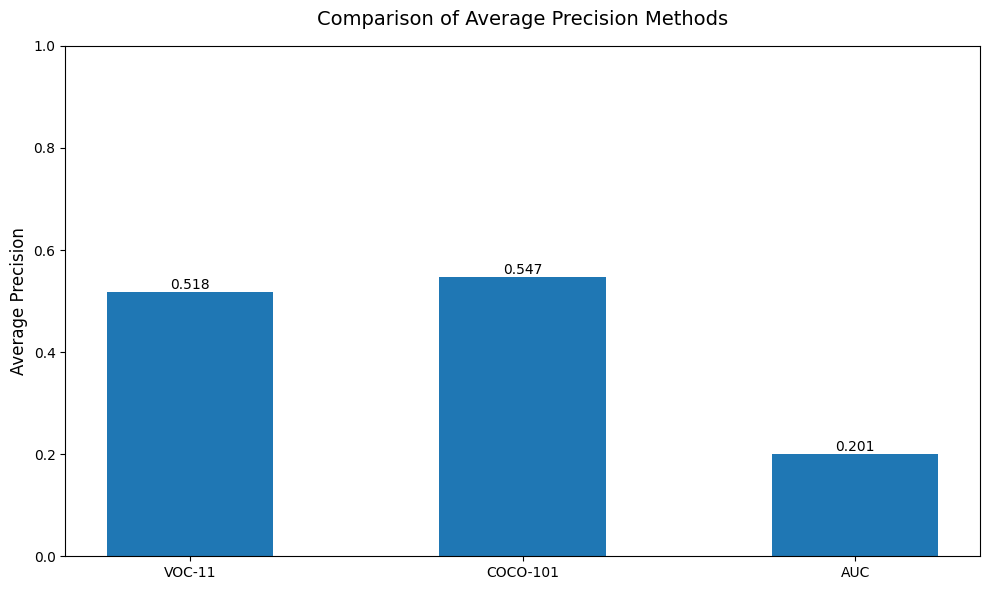 Comparison of Average Precision Methods
Average Precision
1.0
0.8
0.6
0.4
0.2
0.0
0.518
0.547
0.201
VOC-11
COCO-101
AUC